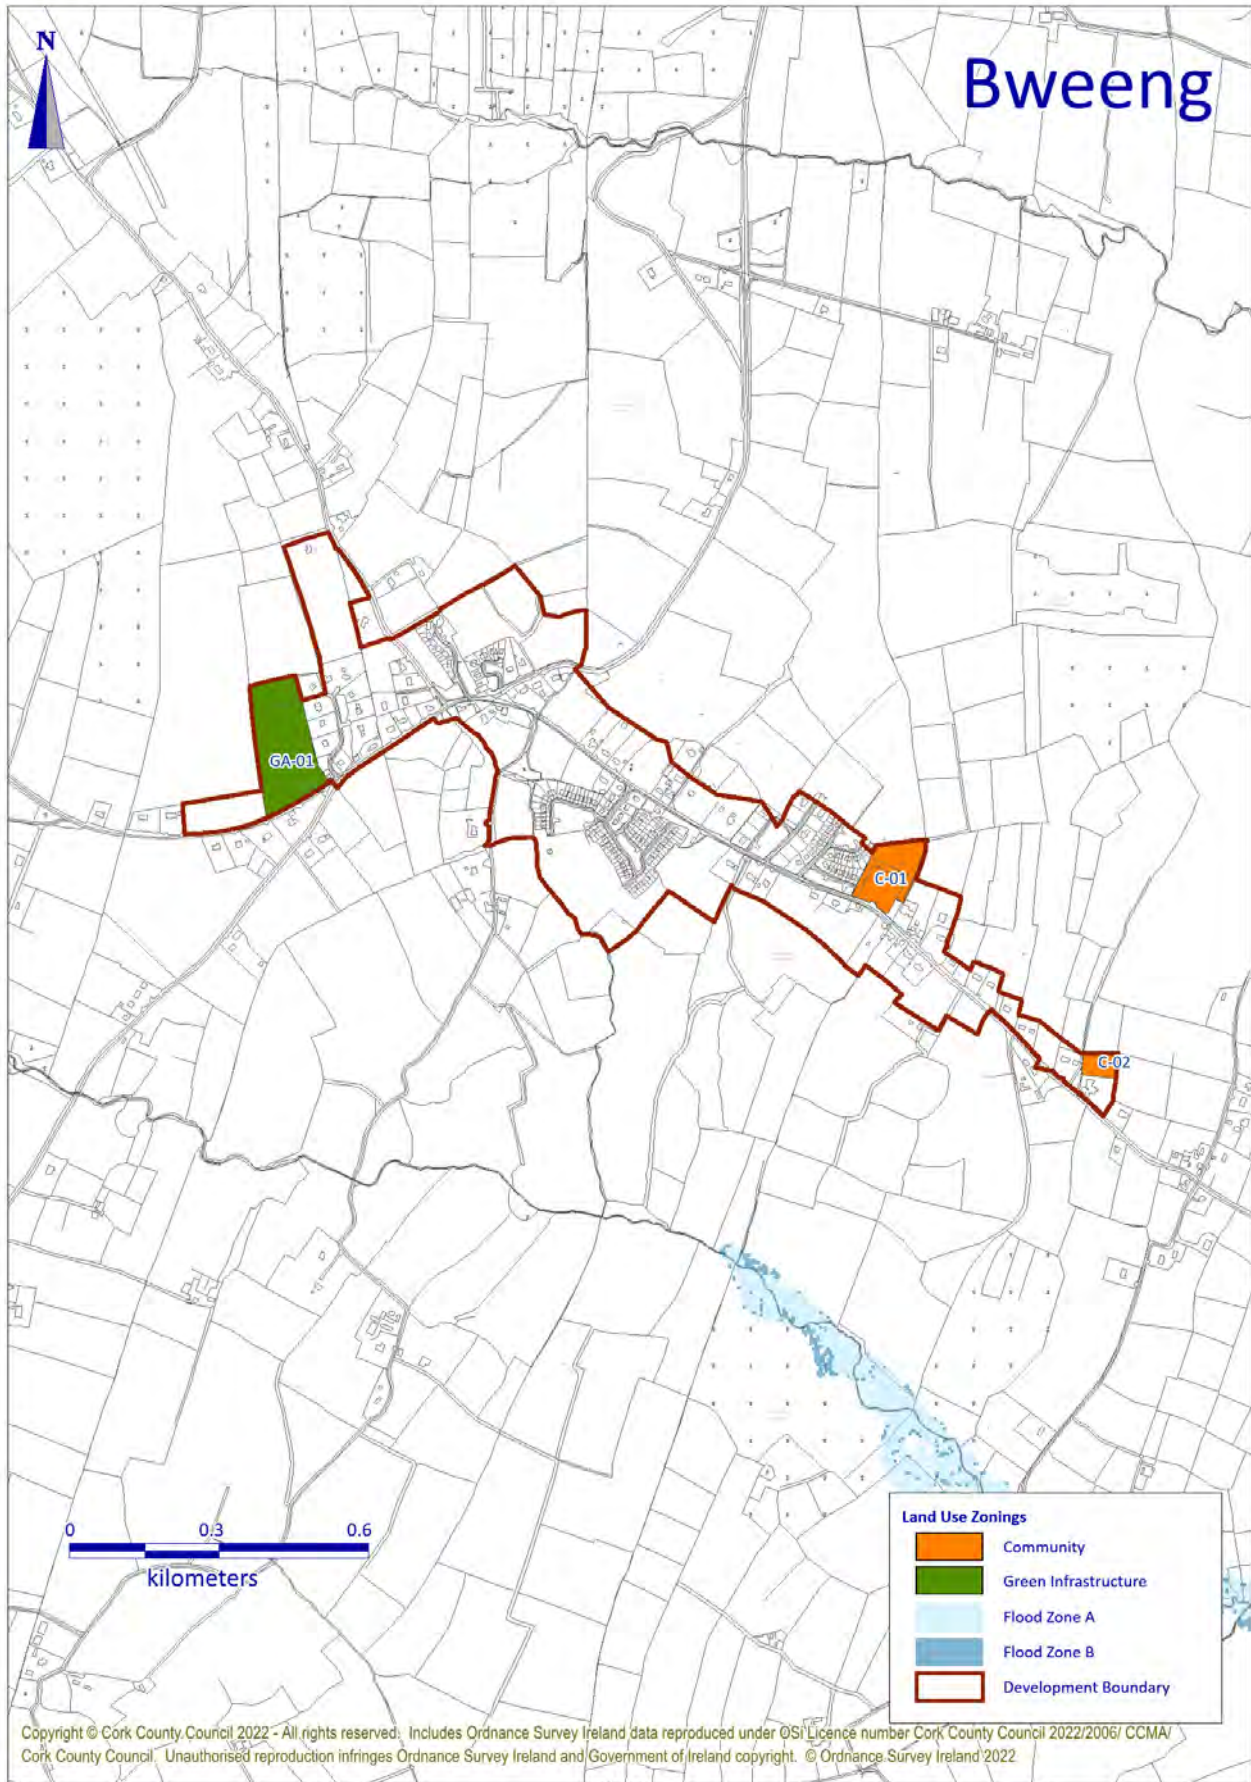 N
Bweeng
GA-01
C-01
C-02
0 0.3 0.6
kilometers
Land Use Zonings
Community
Green Infrastructure
Flood Zone A
Flood Zone B
Development Boundary
Copyright © Cork County Council 2022 - All rights reserved. Includes Ordnance Survey Ireland data reproduced under OSi Licence number Cork County Council 2022/2006/ CCMA/
Cork County Council. Unauthorised reproduction infringes Ordnance Survey Ireland and Government of Ireland copyright. © Ordnance Survey Ireland 2022